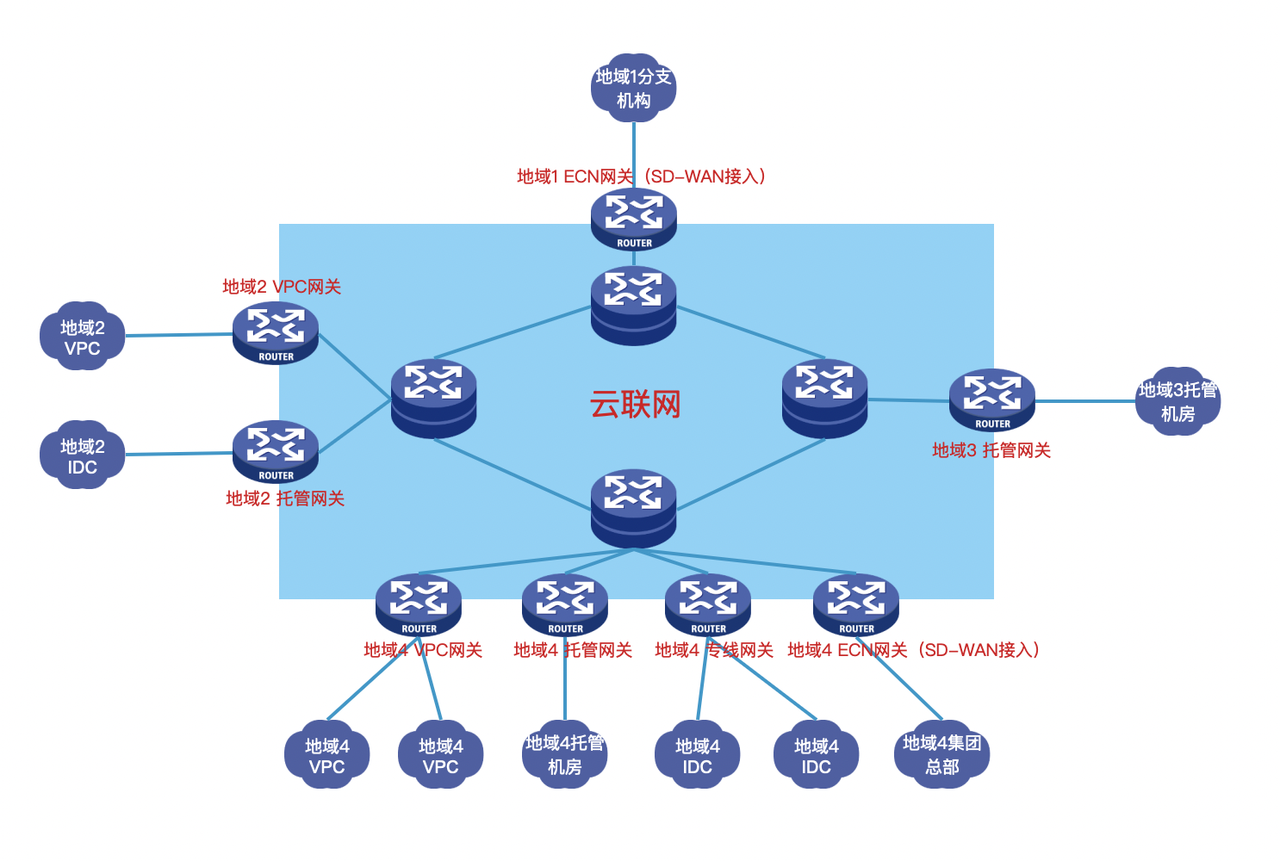 地域1分支
机构
地域1 ECN网关（SD-WAN接入）
ROUTER
地域2 VPC网关
地域2
VPC
ROUTER
云联网
地域3托管
机房
ROUTER
地域3 托管网关
地域2
IDC
ROUTER
地域2 托管网关
ROUTER
ROUTER
ROUTER
ROUTER
地域4 VPC网关
地域4 托管网关
地域4 专线网关
地域4 ECN网关（SD-WAN接入）
地域4
VPC
地域4
VPC
地域4托管
机房
地域4
IDC
地域4
IDC
地域4集团
总部